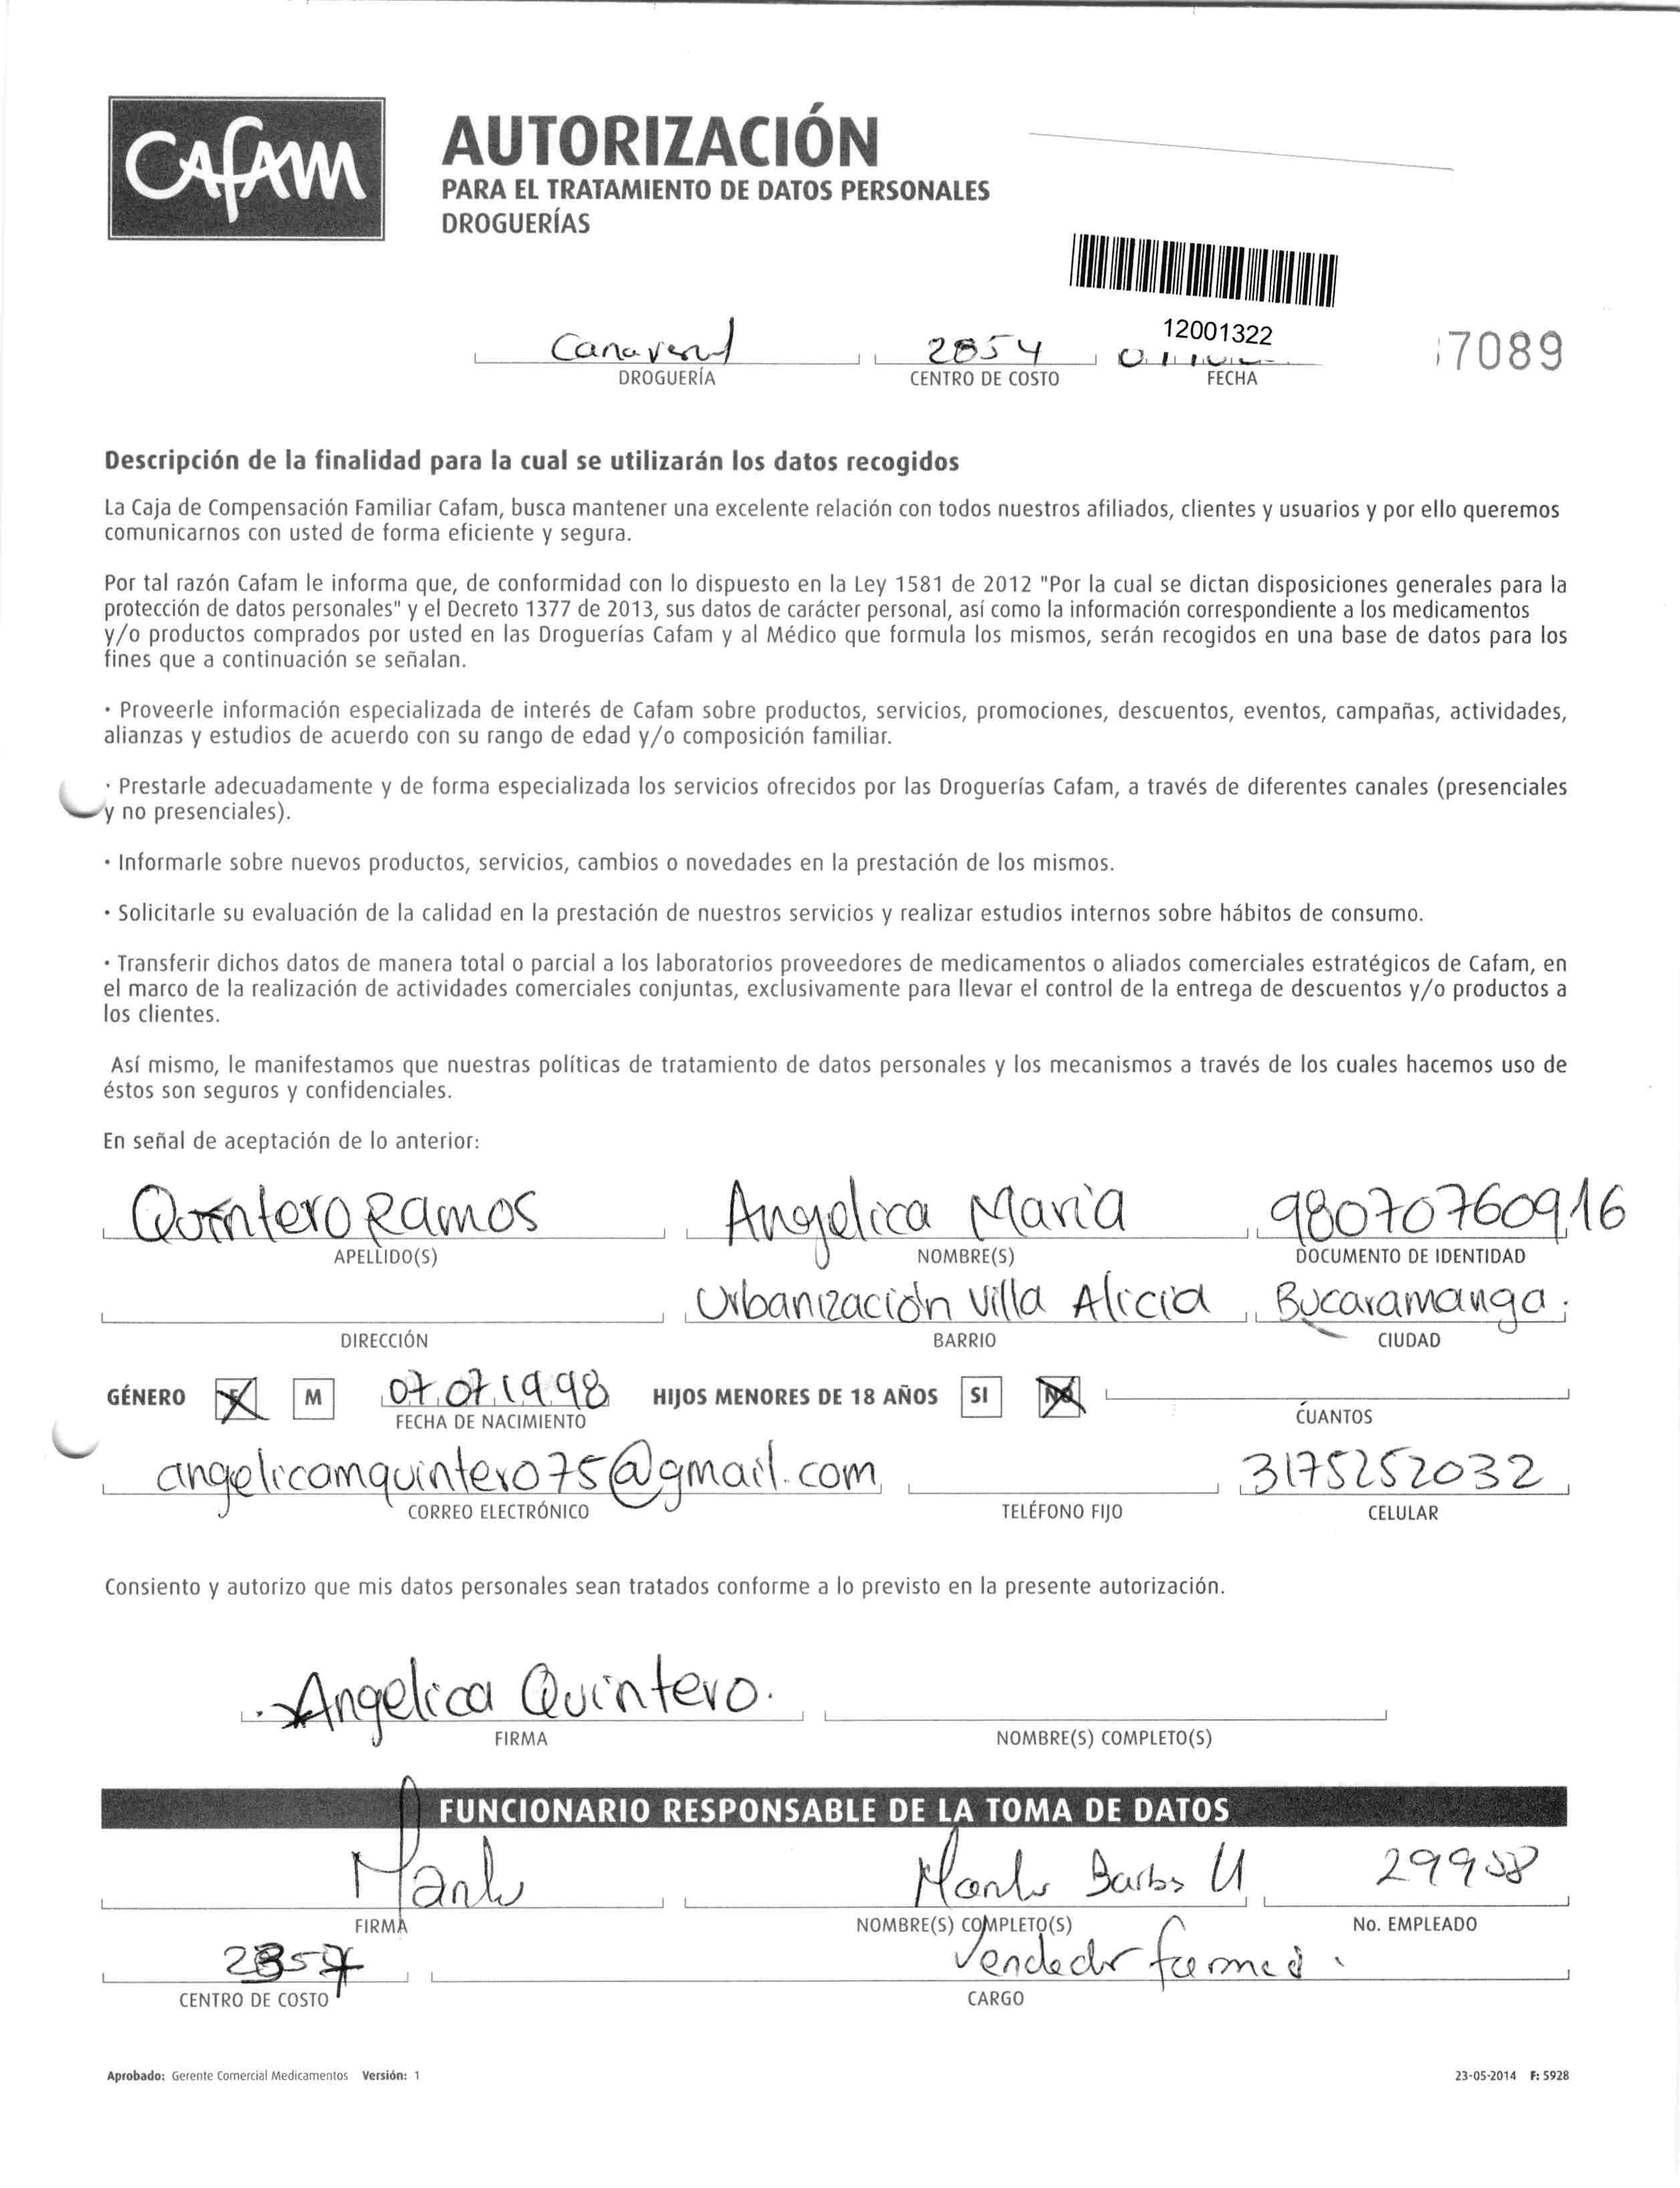 CAFAM
AUTORIZACIÓN
PARA EL TRATAMIENTO DE DATOS PERSONALES
DROGUERÍAS
12001322
7089
Canaveral 2854
DROGUERÍA CENTRO DE COSTO FECHA
Descripción de la finalidad para la cual se utilizarán los datos recogidos
La Caja de Compensación Familiar Cafam, busca mantener una excelente relación con todos nuestros afiliados, clientes y usuarios y por ello queremos
comunicarnos con usted de forma eficiente y segura.
Por tal razón Cafam le informa que, de conformidad con lo dispuesto en la Ley 1581 de 2012 "Por la cual se dictan disposiciones generales para la
protección de datos personales" y el Decreto 1377 de 2013, sus datos de carácter personal, así como la información correspondiente a los medicamentos
y/o productos comprados por usted en las Droguerías Cafam y al Médico que formula los mismos, serán recogidos en una base de datos para los
fines que a continuación se señalan.
· Proveerle información especializada de interés de Cafam sobre productos, servicios, promociones, descuentos, eventos, campañas, actividades,
alianzas y estudios de acuerdo con su rango de edad y/o composición familiar.
· Prestarle adecuadamente y de forma especializada los servicios ofrecidos por las Droguerías Cafam, a través de diferentes canales (presenciales
y no presenciales).
· Informarle sobre nuevos productos, servicios, cambios o novedades en la prestación de los mismos.
· Solicitarle su evaluación de la calidad en la prestación de nuestros servicios y realizar estudios internos sobre hábitos de consumo.
· Transferir dichos datos de manera total o parcial a los laboratorios proveedores de medicamentos o aliados comerciales estratégicos de Cafam, en
el marco de la realización de actividades comerciales conjuntas, exclusivamente para llevar el control de la entrega de descuentos y/o productos a
los clientes.
Así mismo, le manifestamos que nuestras políticas de tratamiento de datos personales y los mecanismos a través de los cuales hacemos uso de
éstos son seguros y confidenciales.
En señal de aceptación de lo anterior:
Quintero Ramos Angelica Maria 98070760916
APELLIDO(S) NOMBRE(S) DOCUMENTO DE IDENTIDAD
Urbanización Villa Alicia Bucaramanga.
DIRECCIÓN BARRIO CIUDAD
GÉNERO F M 07 07 1998 HIJOS MENORES DE 18 AÑOS SI NO
FECHA DE NACIMIENTO CUANTOS
angelicamquintero75@gmail.com 3175252032
CORREO ELECTRÓNICO TELÉFONO FIJO CELULAR
Consiento y autorizo que mis datos personales sean tratados conforme a lo previsto en la presente autorización.
Angelica Quintero.
FIRMA NOMBRE(S) COMPLETO(S)
FUNCIONARIO RESPONSABLE DE LA TOMA DE DATOS
29958
FIRMA NOMBRE(S) COMPLETO(S) No. EMPLEADO
2854 Vendedor
CENTRO DE COSTO CARGO
Aprobado: Gerente Comercial Medicamentos Versión: 1 23-05-2014 F: 5928